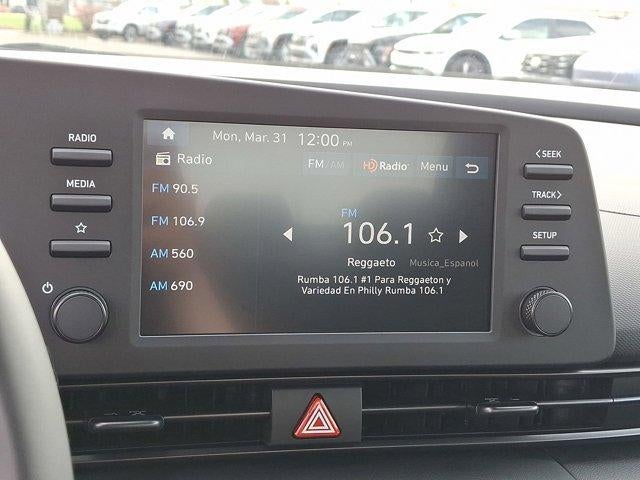 RADIO
MEDIA
Mon, Mar. 31 12:00 PM
Radio FM/AM HD Radio Menu
FM 90.5
FM 106.9
AM 560
AM 690
FM
106.1
Reggaeto Musica_Espanol
Rumba 106.1 #1 Para Reggaeton y
Variedad En Philly Rumba 106.1
<SEEK
TRACK>
SETUP